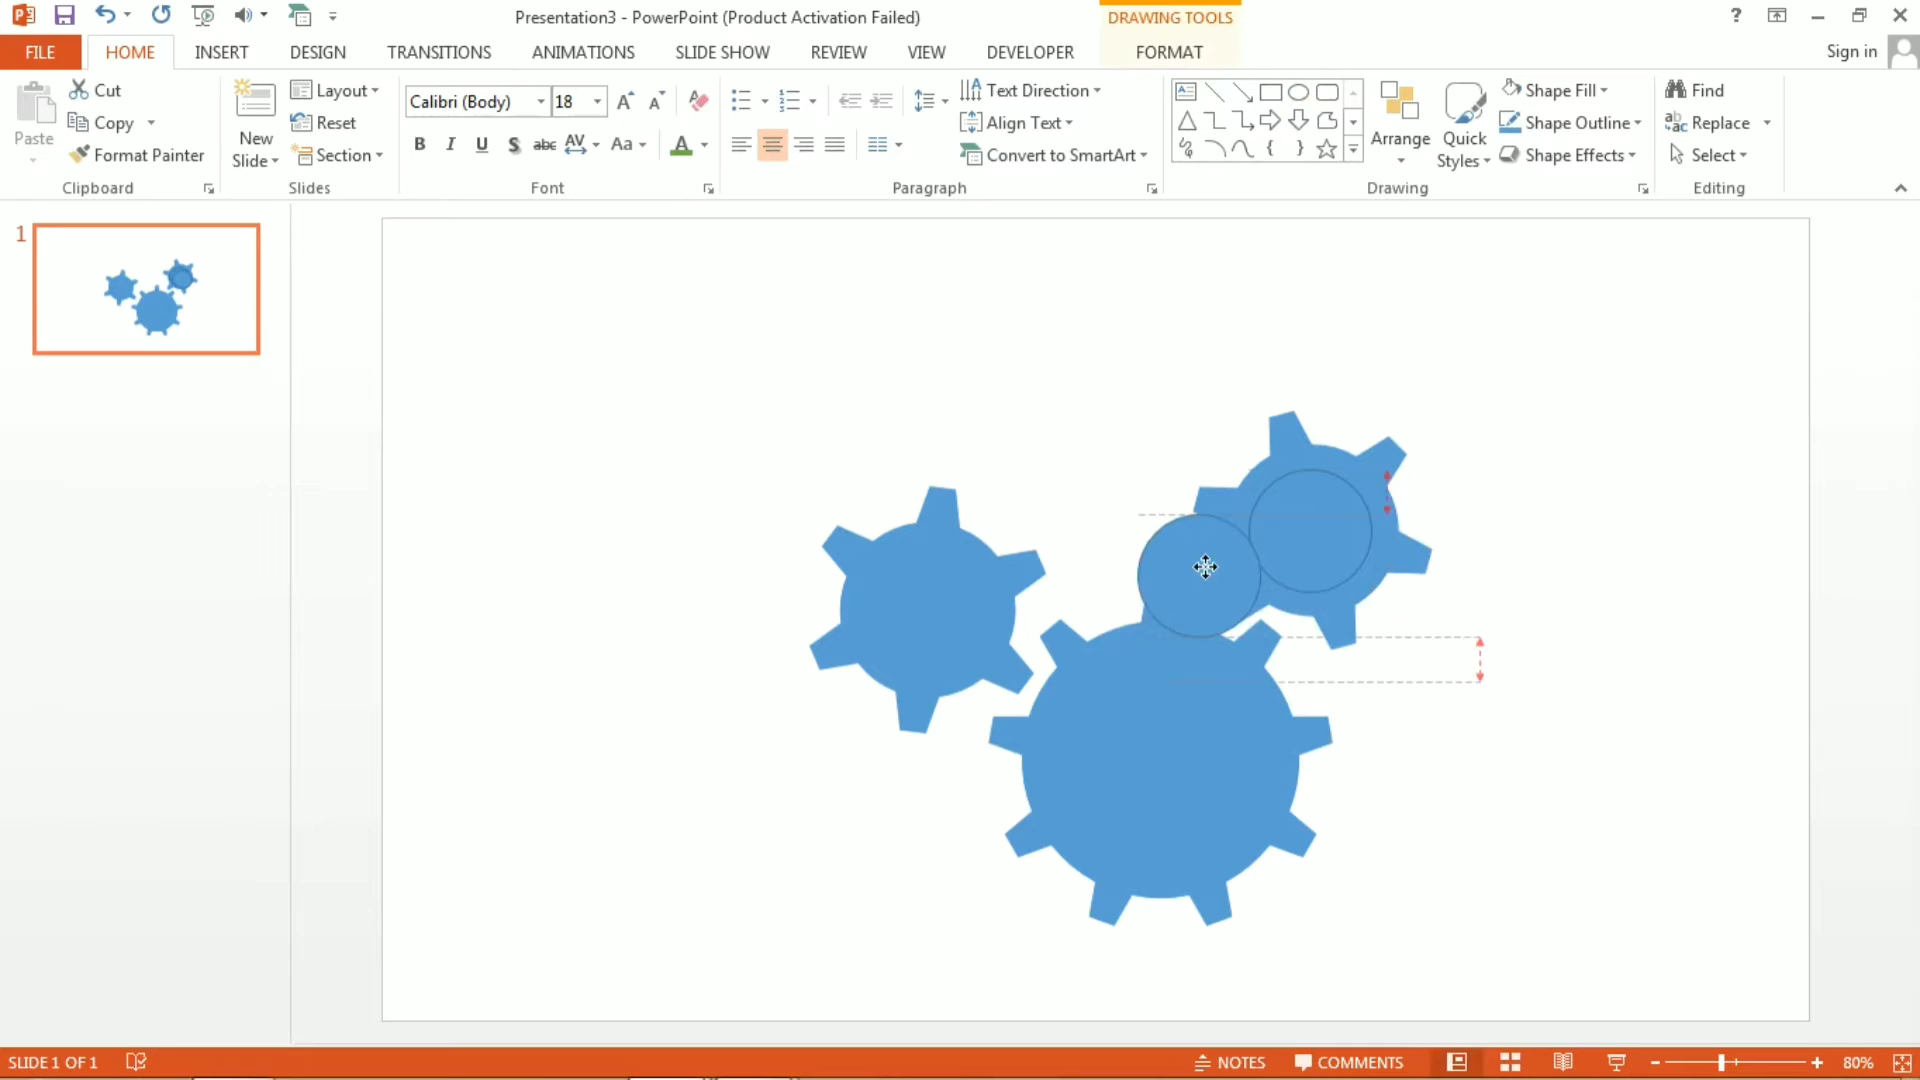 Presentation3 - PowerPoint (Product Activation Failed)
DRAWING TOOLS
?
FILE HOME INSERT DESIGN TRANSITIONS ANIMATIONS SLIDE SHOW REVIEW VIEW DEVELOPER FORMAT Sign in
Paste
Cut
Copy
Format Painter
Clipboard
New
Slide
Layout
Reset
Section
Slides
Calibri (Body) 18
B I U S abc AV Aa A
Font
Text Direction
Align Text
Convert to SmartArt
Paragraph
Arrange
Quick
Styles
Shape Fill
Shape Outline
Shape Effects
Drawing
Find
Replace
Select
Editing
1
SLIDE 1 OF 1 NOTES COMMENTS 80%